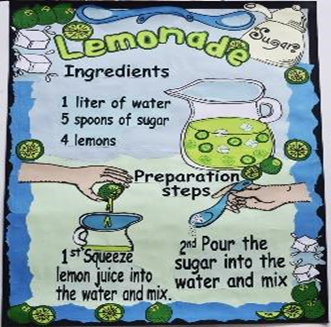 Lemonade
Sugar
Ingredients
1 liter of water
5 spoons of sugar
4 lemons
Preparation
steps
1st Squeeze
lemon juice into
the water and mix.
2nd Pour the
sugar into the
water and mix